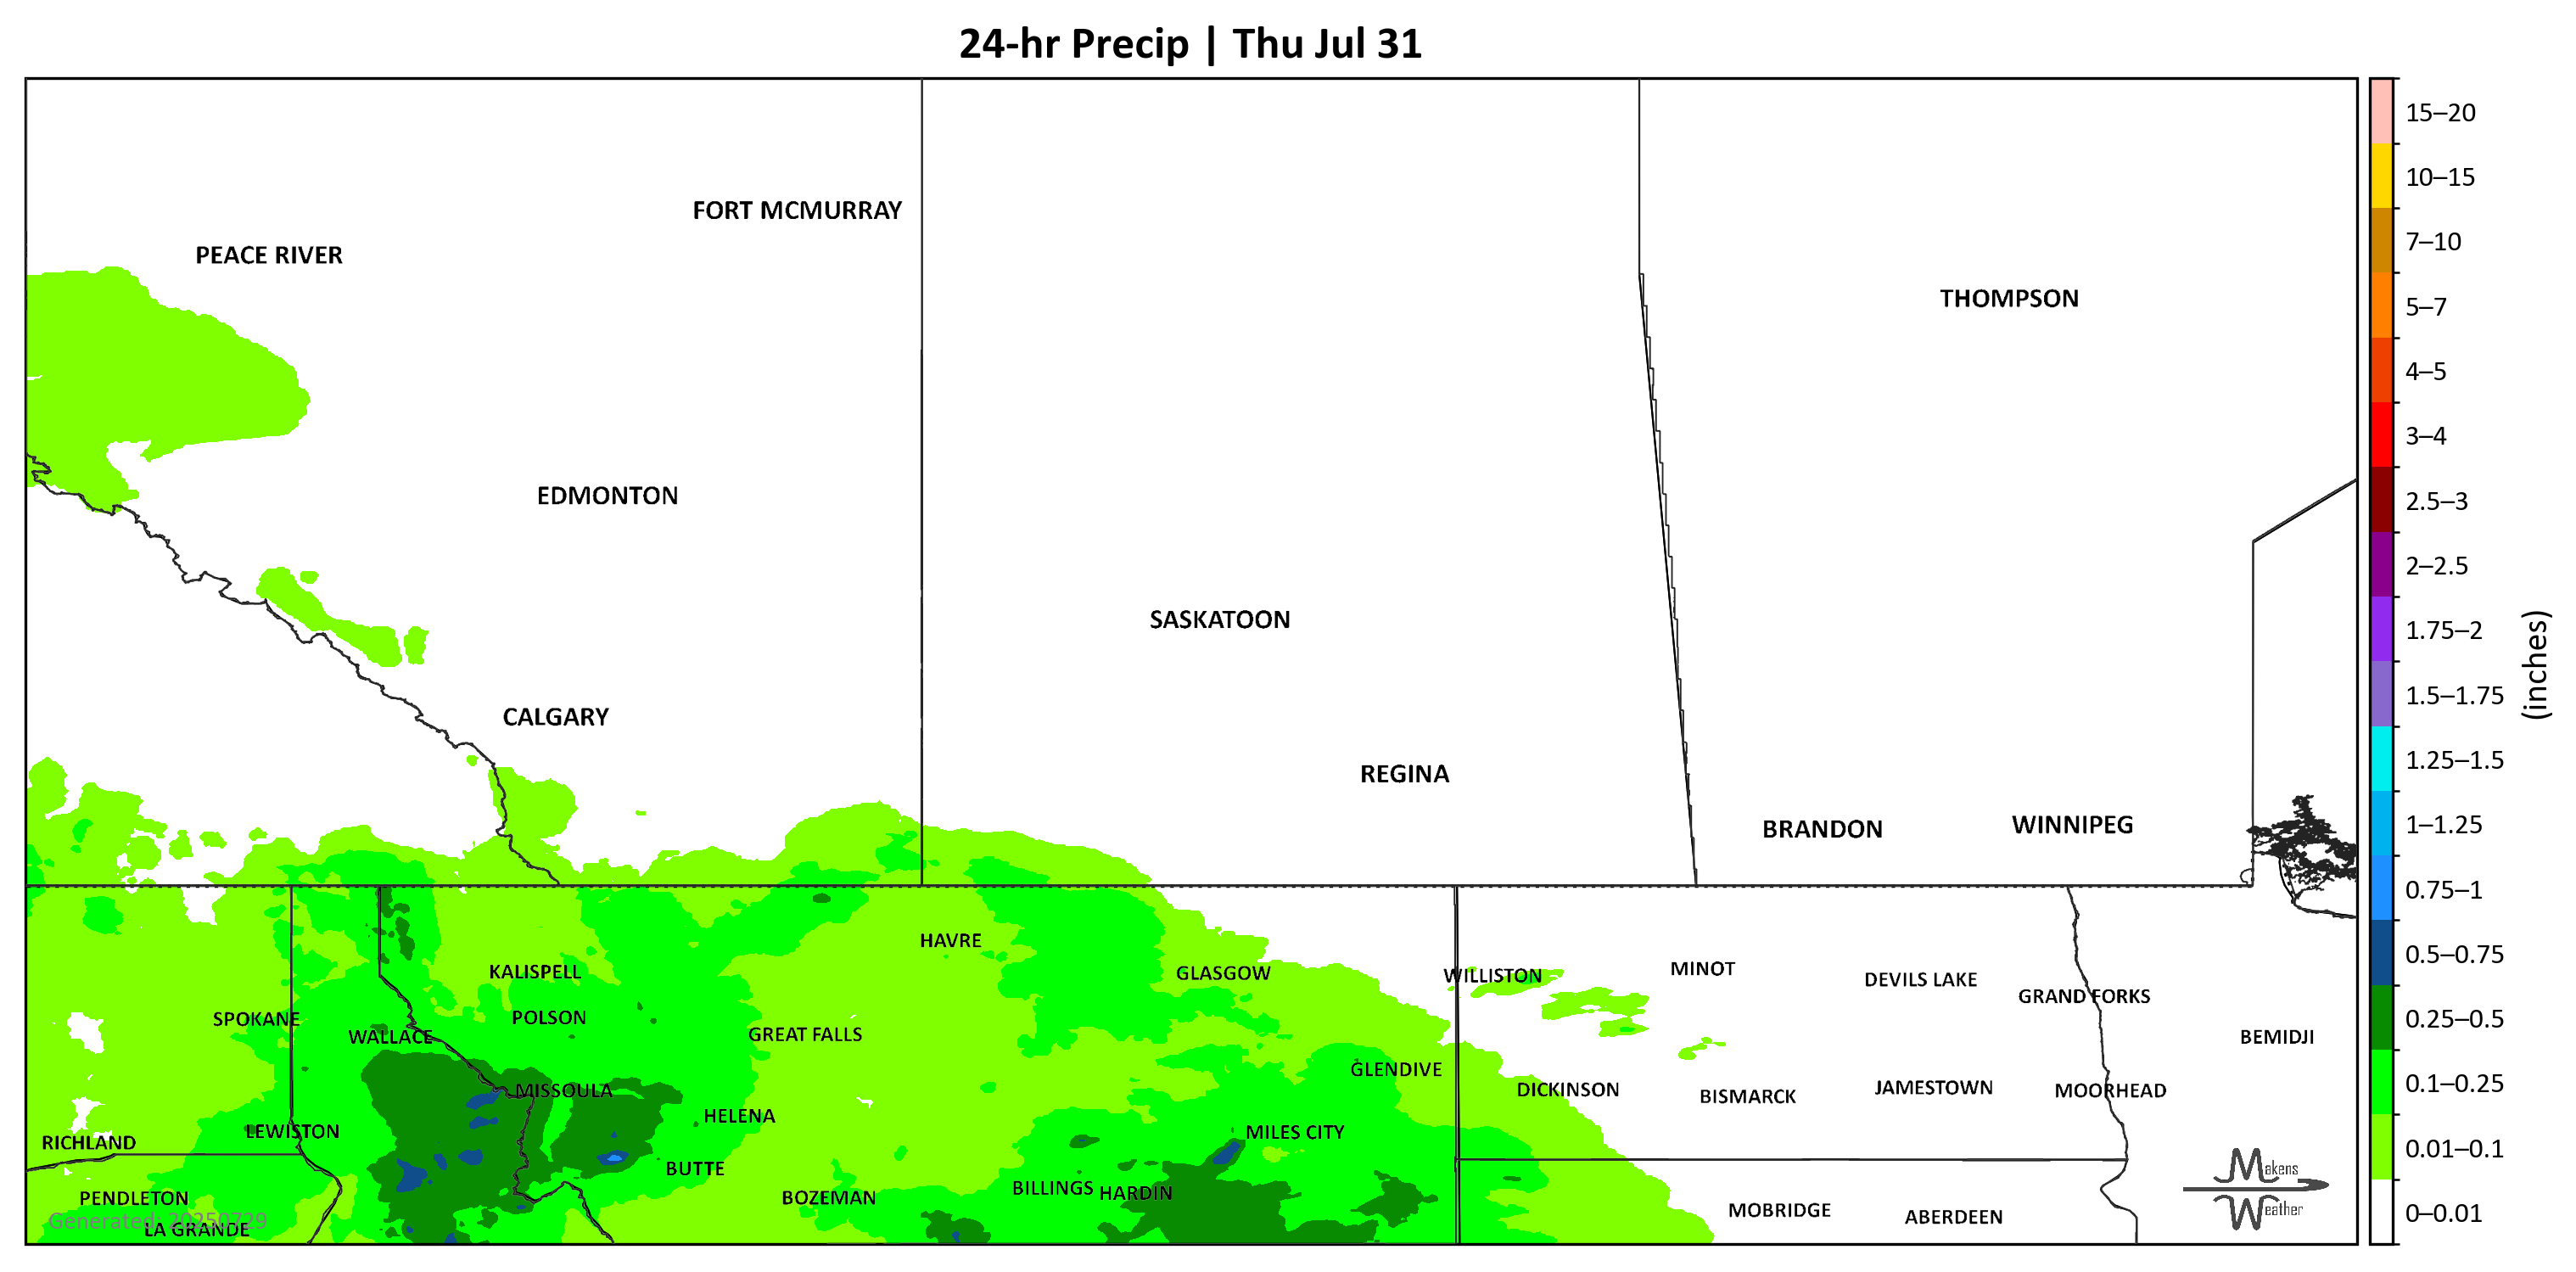 24-hr Precip | Thu Jul 31
FORT MCMURRAY
PEACE RIVER
THOMPSON
EDMONTON
SASKATOON
CALGARY
REGINA
BRANDON
WINNIPEG
HAVRE
KALISPELL
GLASGOW
WILLISTON
MINOT
DEVILS LAKE
GRAND FORKS
SPOKANE
POLSON
WALLACE
GREAT FALLS
BEMIDJI
GLENDIVE
MISSOULA
DICKINSON
BISMARCK
JAMESTOWN
MOORHEAD
HELENA
LEWISTON
MILES CITY
RICHLAND
BUTTE
PENDLETON
BOZEMAN
BILLINGS
HARDIN
MOBRIDGE
ABERDEEN
Generated: 20250729
LA GRANDE
Makens
Weather
15–20
10–15
7–10
5–7
4–5
3–4
2.5–3
2–2.5
1.75–2
1.5–1.75
1.25–1.5
1–1.25
0.75–1
0.5–0.75
0.25–0.5
0.1–0.25
0.01–0.1
0–0.01
(inches)